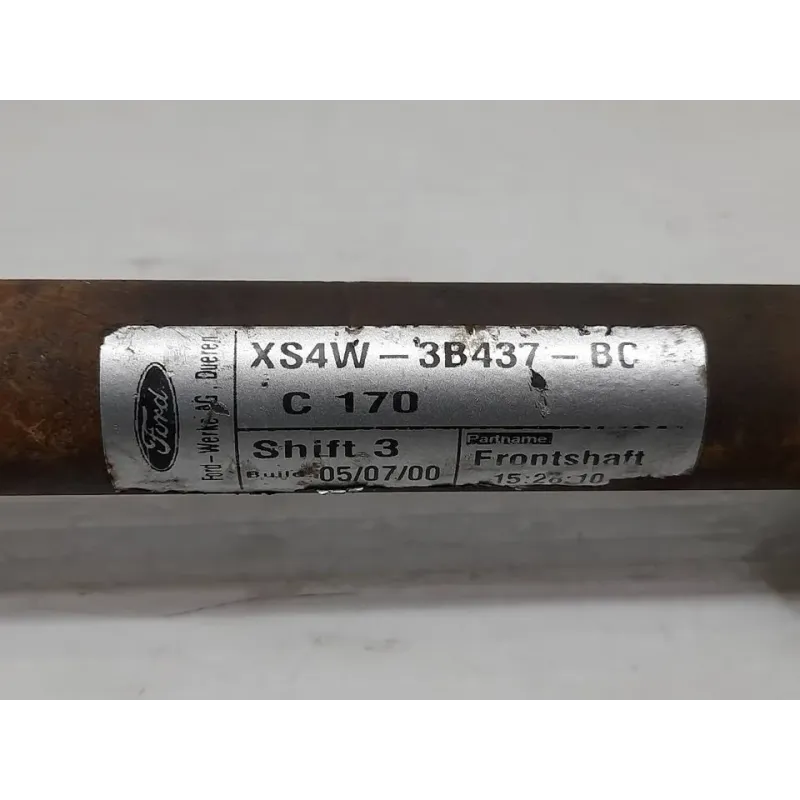 Ford
Ford-Werke AG, Dueren
XS4W-3B437-BC
C 170
Shift 3
Build 05/07/00
Partname
Frontshaft
15:28:10